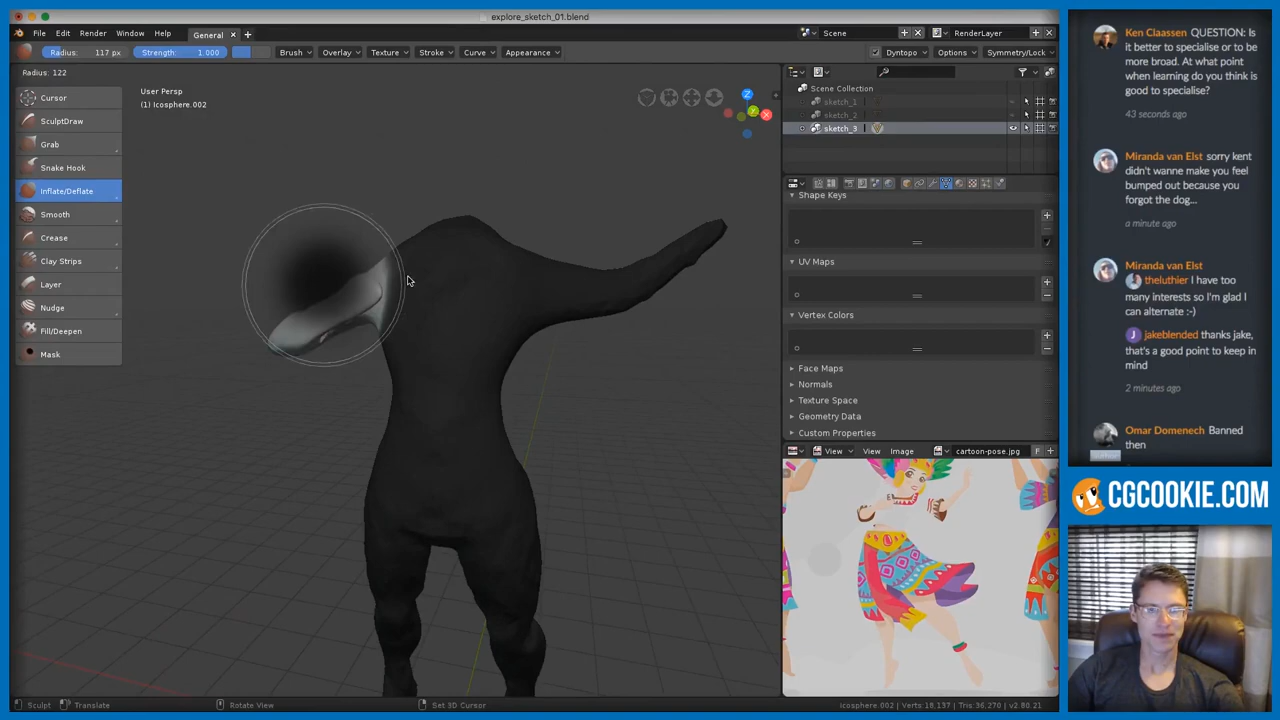 explore_sketch_01.blend
File Edit Render Window Help General + Scene RenderLayer
Radius: 117 px Strength: 1.000 Brush Overlay Texture Stroke Curve Appearance Dyntopo Options Symmetry/Lock
Radius: 122
Cursor
SculptDraw
Grab
Snake Hook
Inflate/Deflate
Smooth
Crease
Clay Strips
Layer
Nudge
Fill/Deepen
Mask
User Persp
(1) Icosphere.002
Z
Y
X
Scene Collection
sketch_1
sketch_2
sketch_3
Shape Keys
UV Maps
Vertex Colors
Face Maps
Normals
Texture Space
Geometry Data
Custom Properties
View View Image cartoon-pose.jpg F
Sculpt Translate Rotate View Set 3D Cursor Icosphere.002 | Verts:18,137 | Tris:36,270 | v2.80.21
Ken Claassen QUESTION: Is
it better to specialise or to be
more broad. At what point
when learning do you think is
good to specialise?
43 seconds ago
Miranda van Elst sorry kent
didn't wanne make you feel
bumped out because you
forgot the dog...
a minute ago
Miranda van Elst
theluthier I have too
many interests so I'm glad I
can alternate :-)
J jakeblended thanks jake,
that's a good point to keep in
mind
2 minutes ago
Omar Domenech Banned
then
CGCOOKIE.COM